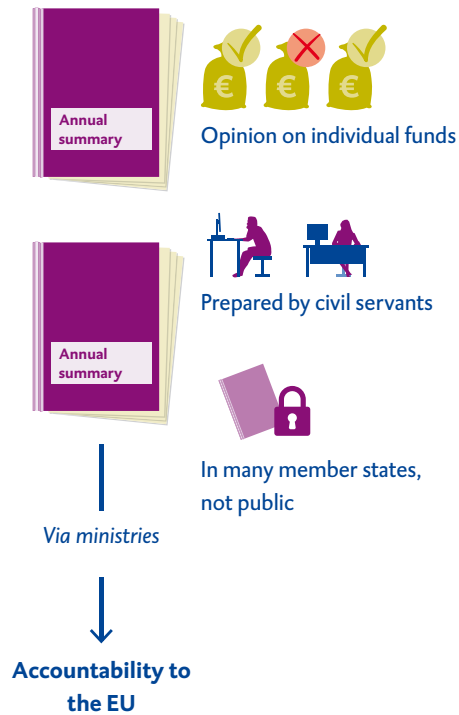 € € €
Annual
summary
Opinion on individual funds
Prepared by civil servants
Annual
summary
In many member states,
not public
Via ministries
Accountability to
the EU